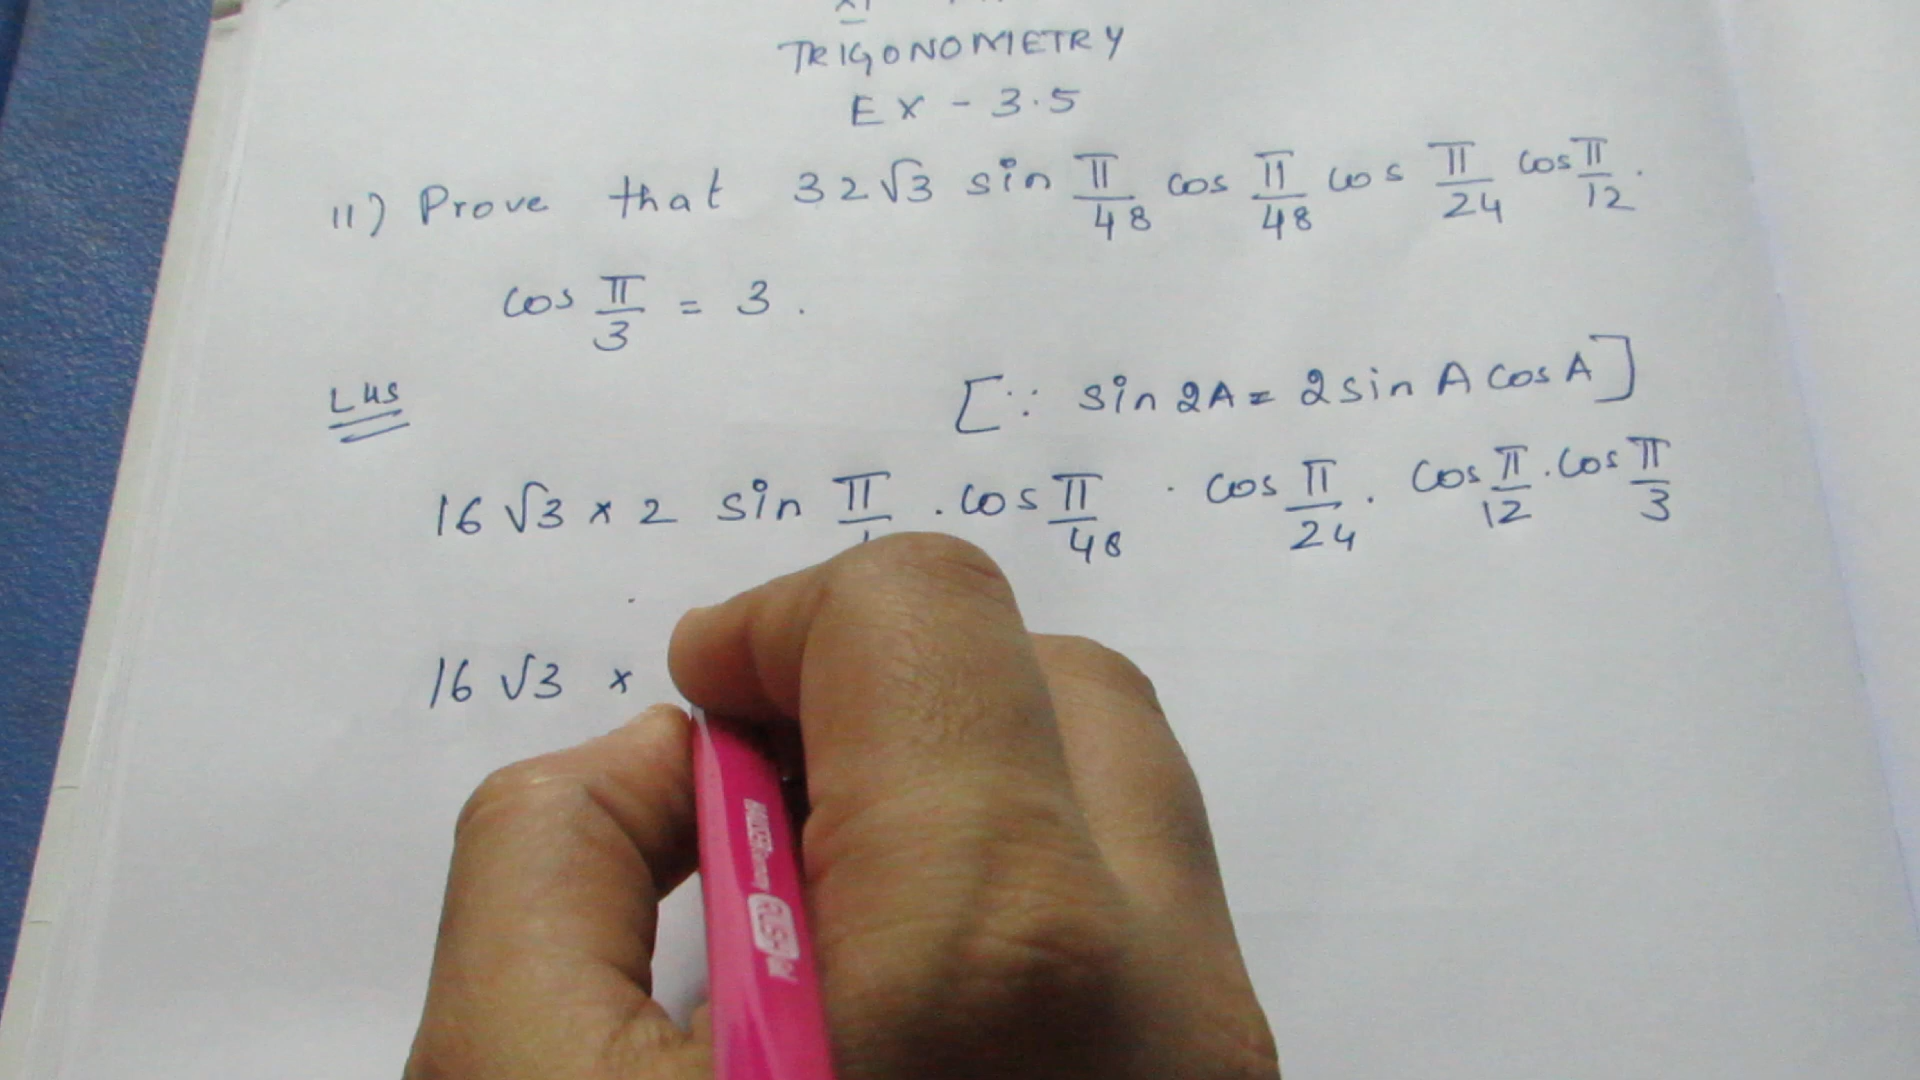 TRIGONOMETRY
EX - 3.5
11) Prove that 32√3 sin π/48 cos π/48 cos π/24 cos π/12 .
cos π/3 = 3 .
LHS
[∵ sin 2A = 2 sin A cos A]
16 √3 × 2 sin π/ . cos π/48 . cos π/24 . cos π/12 . cos π/3
16 √3 ×